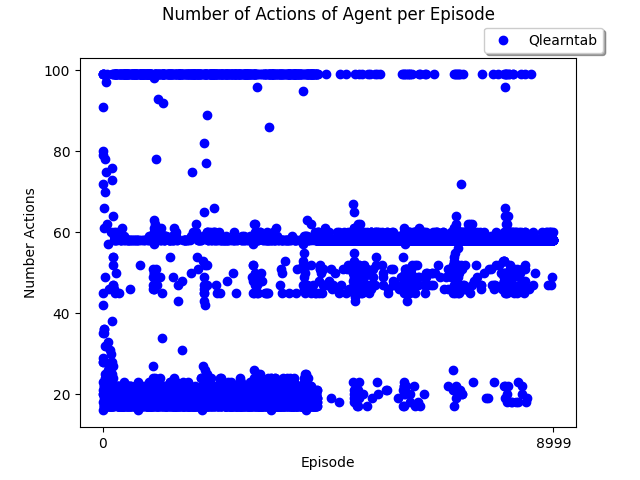 Number of Actions of Agent per Episode
Qlearntab
100
80
60
40
20
Number Actions
0
8999
Episode